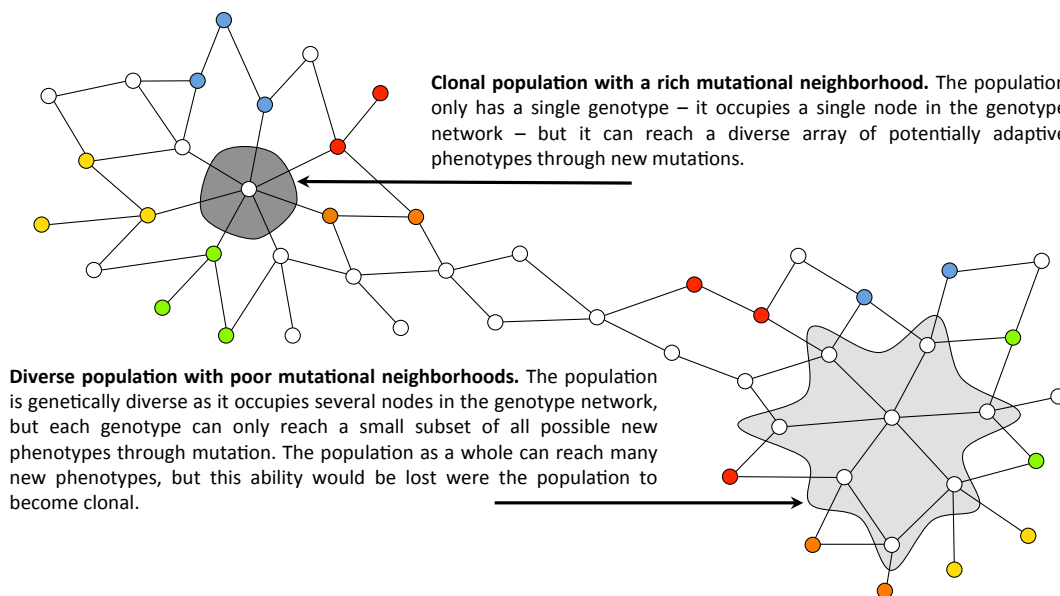 Clonal population with a rich mutational neighborhood. The population
only has a single genotype – it occupies a single node in the genotype
network – but it can reach a diverse array of potentially adaptive
phenotypes through new mutations.
Diverse population with poor mutational neighborhoods. The population
is genetically diverse as it occupies several nodes in the genotype network,
but each genotype can only reach a small subset of all possible new
phenotypes through mutation. The population as a whole can reach many
new phenotypes, but this ability would be lost were the population to
become clonal.